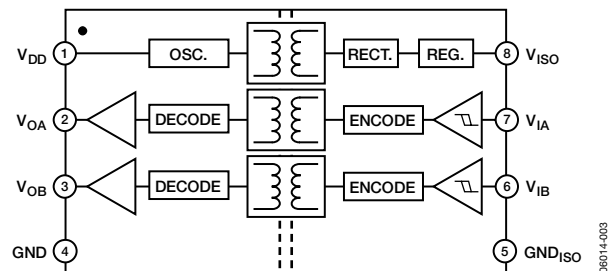 V_DD 1 OSC. RECT. REG. 8 V_ISO
V_OA 2 DECODE ENCODE 7 V_IA
V_OB 3 DECODE ENCODE 6 V_IB
GND 4 5 GND_ISO
06014-003